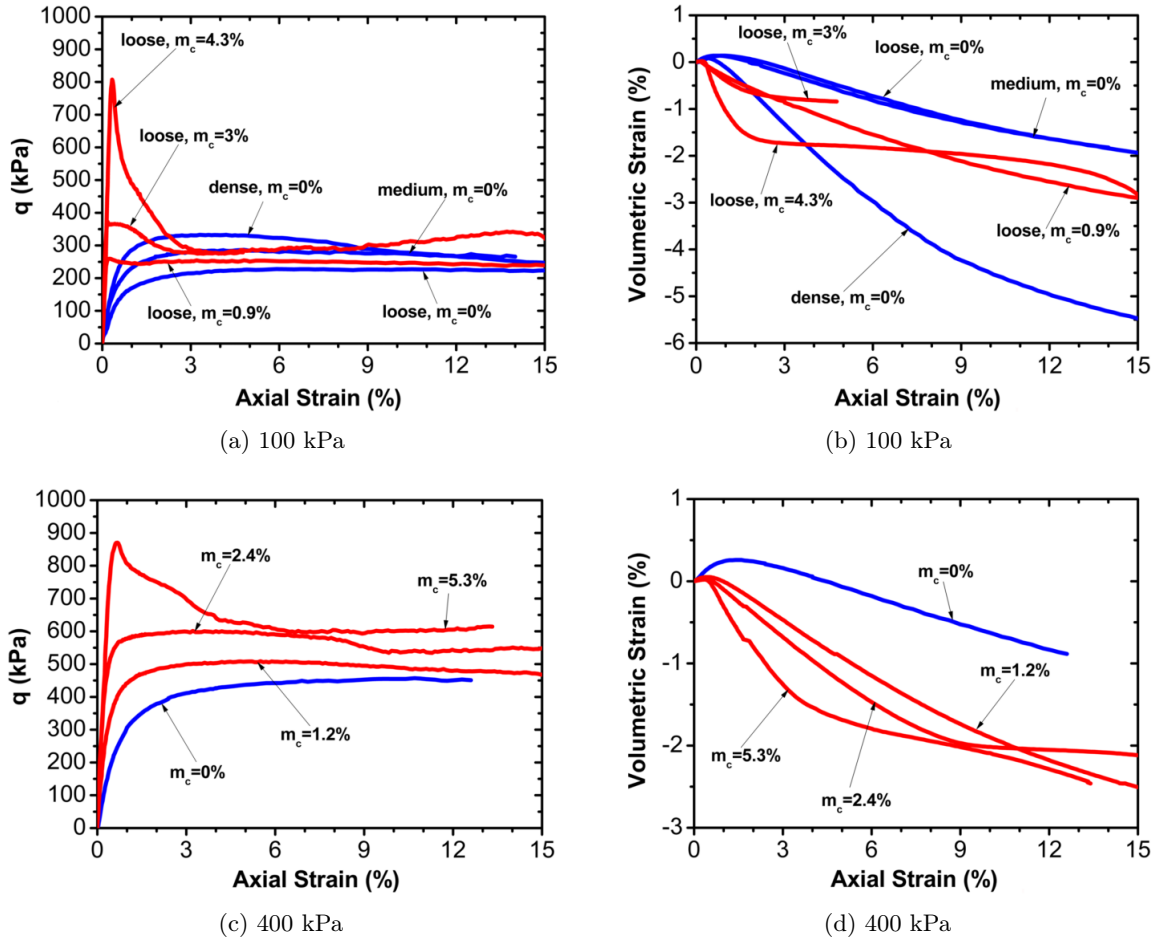 1000
900
800
700
600
500
400
300
200
100
0
q (kPa)
loose, mc=4.3%
loose, mc=3%
dense, mc=0%
medium, mc=0%
loose, mc=0.9%
loose, mc=0%
0 3 6 9 12 15
Axial Strain (%)
(a) 100 kPa
1
0
-1
-2
-3
-4
-5
-6
Volumetric Strain (%)
loose, mc=3%
loose, mc=0%
medium, mc=0%
loose, mc=4.3%
loose, mc=0.9%
dense, mc=0%
0 3 6 9 12 15
Axial Strain (%)
(b) 100 kPa
1000
900
800
700
600
500
400
300
200
100
0
q (kPa)
mc=2.4%
mc=5.3%
mc=1.2%
mc=0%
0 3 6 9 12 15
Axial Strain (%)
(c) 400 kPa
1
0
-1
-2
-3
Volumetric Strain (%)
mc=0%
mc=1.2%
mc=5.3%
mc=2.4%
0 3 6 9 12 15
Axial Strain (%)
(d) 400 kPa